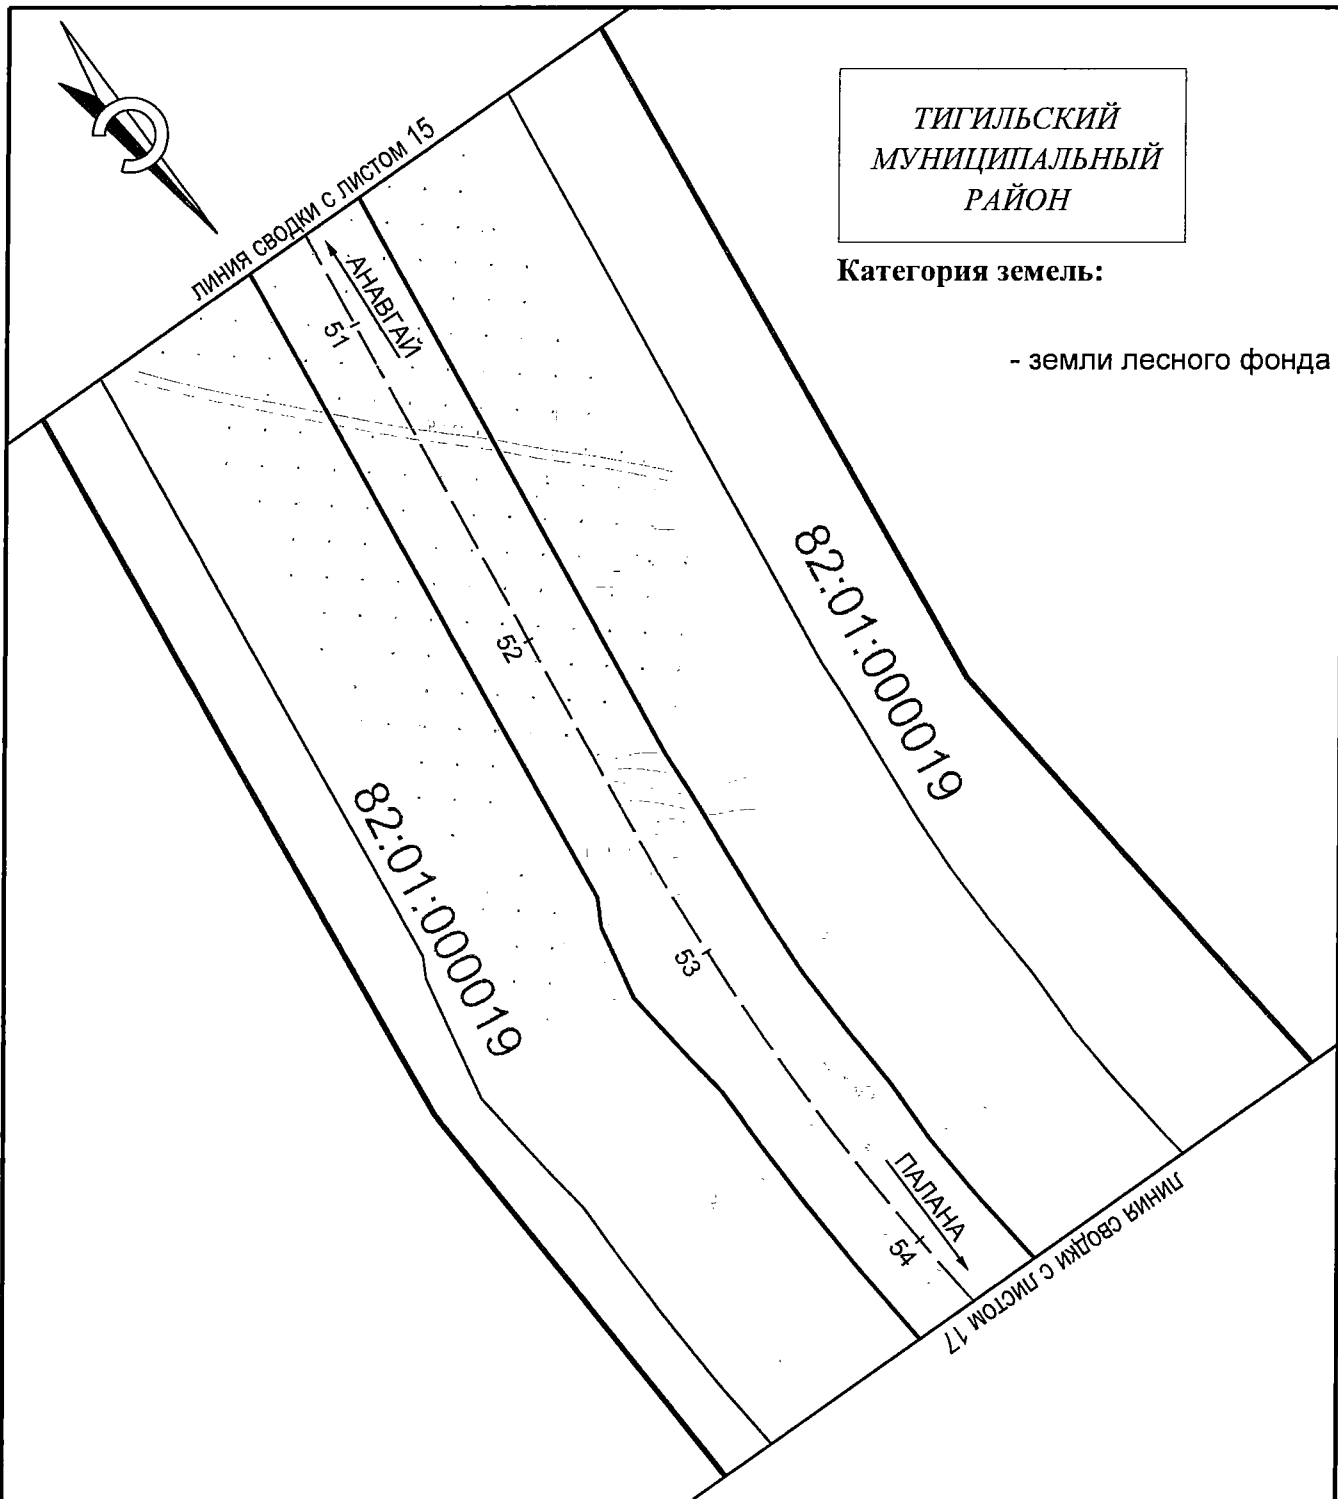 С
ТИГИЛЬСКИЙ
МУНИЦИПАЛЬНЫЙ
РАЙОН
Категория земель:
- земли лесного фонда
ЛИНИЯ СВОДКИ С ЛИСТОМ 15
АНАВГАЙ
51
52
82:01:000019
82:01:000019
53
ПАЛАНА
54
ЛИНИЯ СВОДКИ С ЛИСТОМ 17